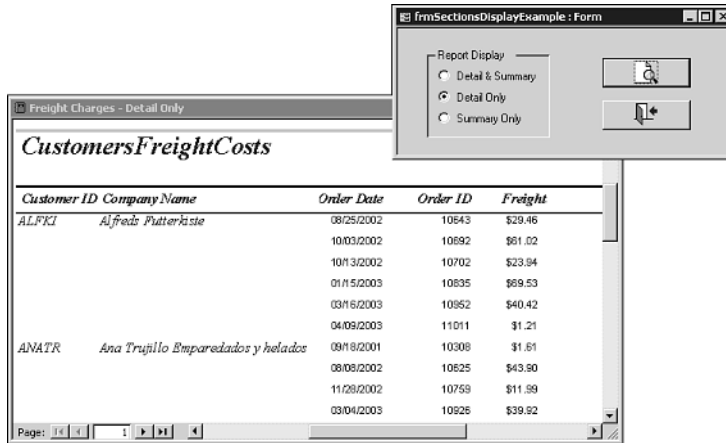 frmSectionsDisplayExample : Form
Report Display
Detail & Summary
Detail Only
Summary Only
Freight Charges - Detail Only
CustomersFreightCosts
Customer ID Company Name Order Date Order ID Freight
ALFKI Alfreds Futterkiste 08/25/2002 10643 $29.46
10/03/2002 10692 $61.02
10/13/2002 10702 $23.94
01/15/2003 10835 $69.53
03/16/2003 10952 $40.42
04/09/2003 11011 $1.21
ANATR Ana Trujillo Emparedados y helados 09/18/2001 10308 $1.61
08/08/2002 10625 $43.90
11/28/2002 10759 $11.99
03/04/2003 10926 $39.92
Page: 1